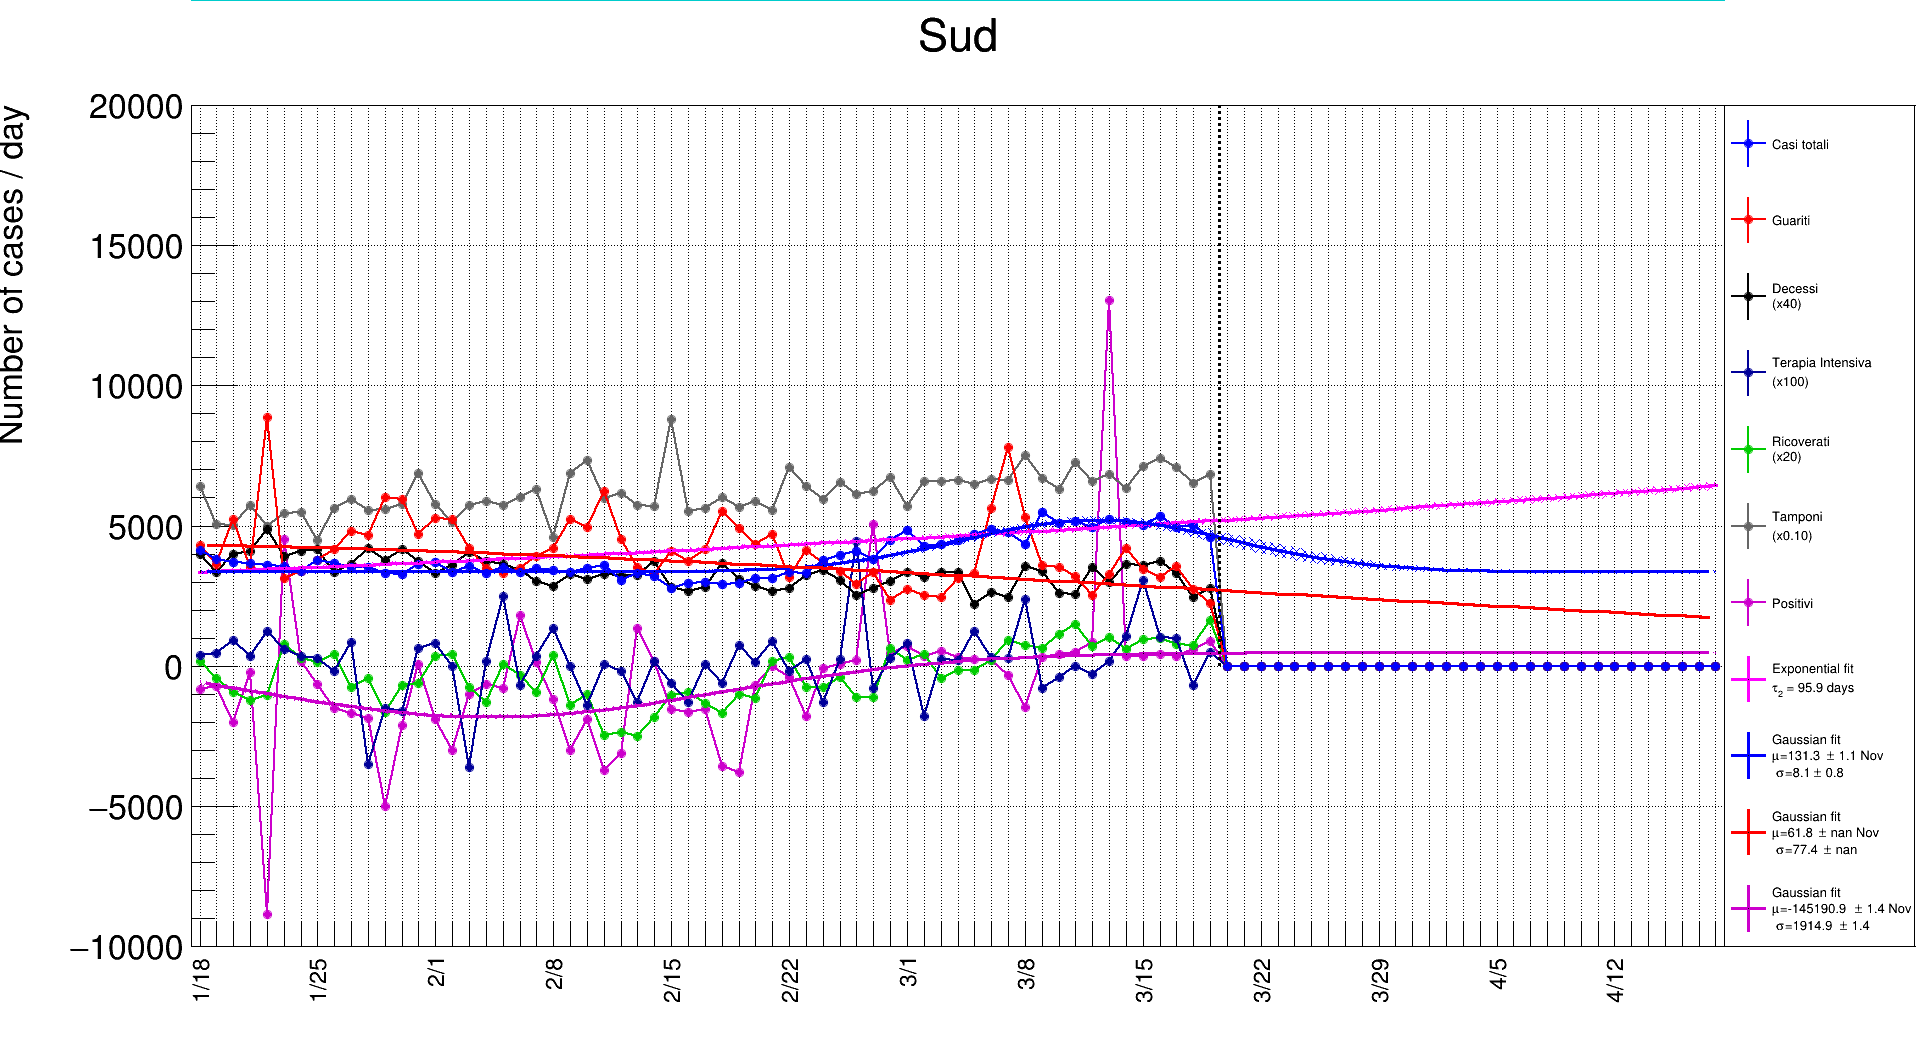 Sud
Number of cases / day
20000
15000
10000
5000
0
−5000
−10000
1/18
1/25
2/1
2/8
2/15
2/22
3/1
3/8
3/15
3/22
3/29
4/5
4/12
Casi totali
Guariti
Decessi
(x40)
Terapia Intensiva
(x100)
Ricoverati
(x20)
Tamponi
(x0.10)
Positivi
Exponential fit
τ2 = 95.9 days
Gaussian fit
μ=131.3 ± 1.1 Nov
σ=8.1 ± 0.8
Gaussian fit
μ=61.8 ± nan Nov
σ=77.4 ± nan
Gaussian fit
μ=-145190.9 ± 1.4 Nov
σ=1914.9 ± 1.4